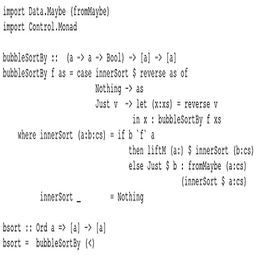 import Data.Maybe (fromMaybe)
import Control.Monad
bubbleSortBy :: (a -> a -> Bool) -> [a] -> [a]
bubbleSortBy f as = case innerSort $ reverse as of
Nothing -> as
Just v -> let (x:xs) = reverse v
in x : bubbleSortBy f xs
where innerSort (a:b:cs) = if b `f` a
then liftM (a:) $ innerSort (b:cs)
else Just $ b : fromMaybe (a:cs)
(innerSort $ a:cs)
innerSort _ = Nothing
bsort :: Ord a => [a] -> [a]
bsort = bubbleSortBy (<)